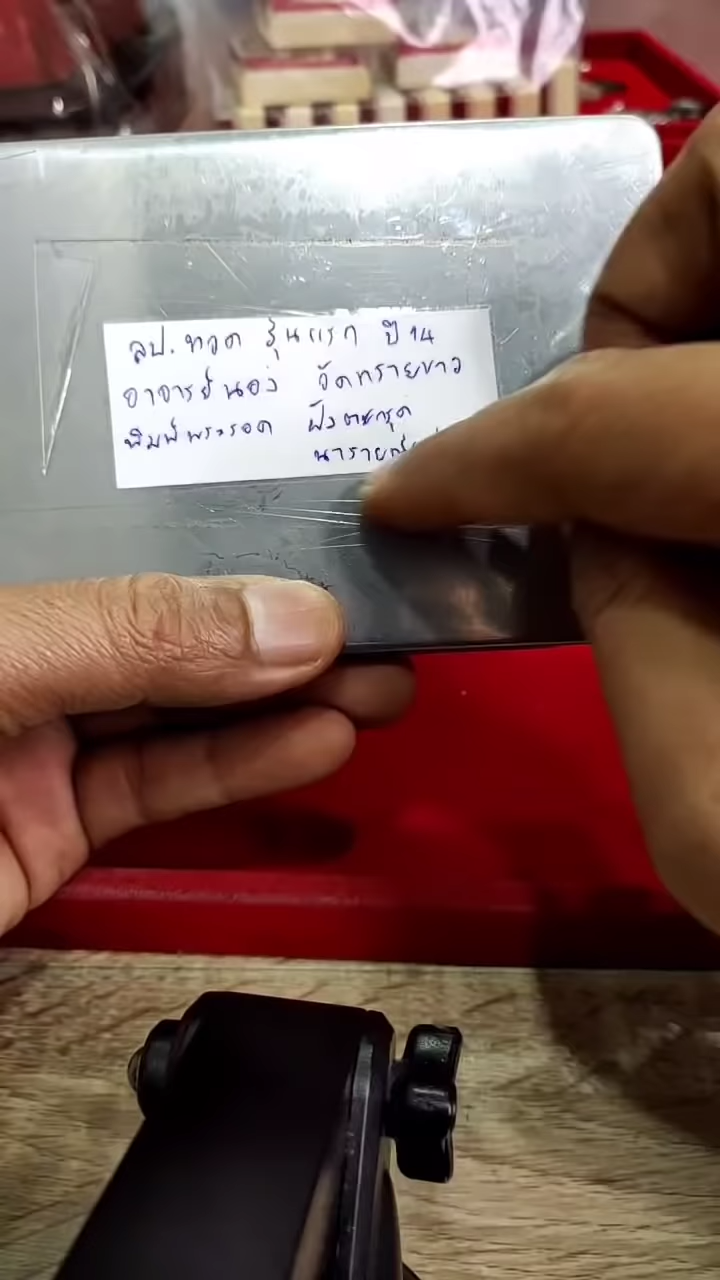 ลป. ทวด รุ่นแรก ปี 14
อาจารย์นอง วัดทรายขาว
พิมพ์พระรอด ฝังตะกรุด